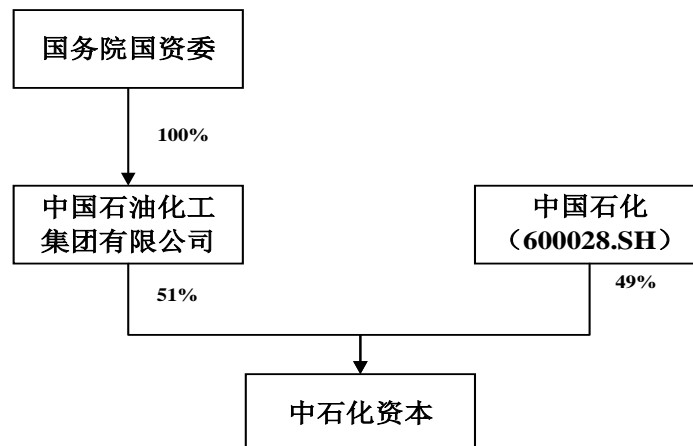 国务院国资委
100%
中国石油化工
集团有限公司
中国石化
（600028.SH）
51%
49%
中石化资本